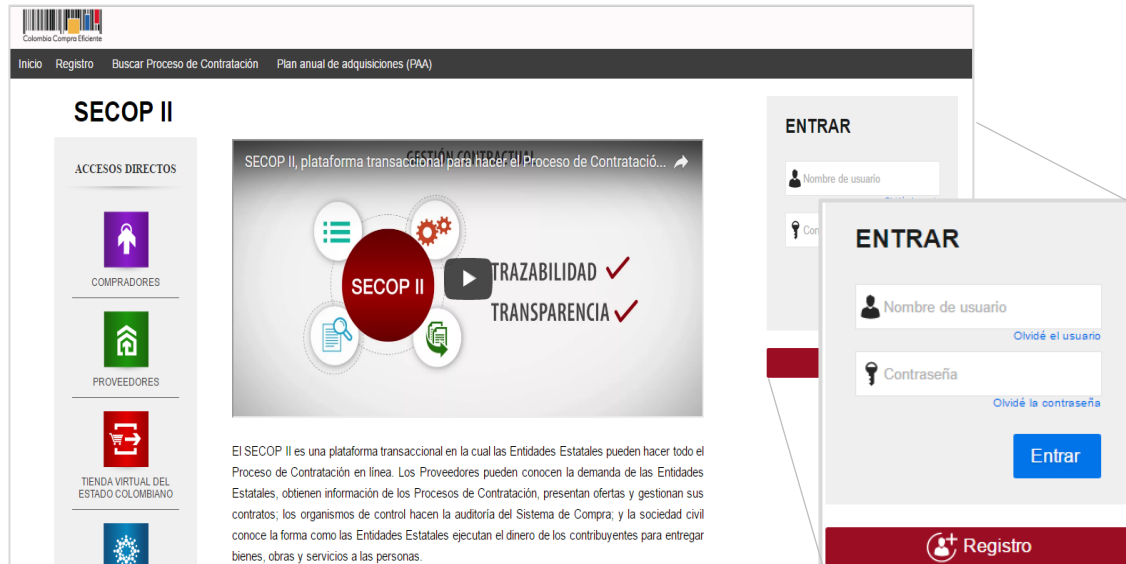 Colombia Compra Eficiente
Inicio Registro Buscar Proceso de Contratación Plan anual de adquisiciones (PAA)
SECOP II
ACCESOS DIRECTOS
COMPRADORES
PROVEEDORES
TIENDA VIRTUAL DEL
ESTADO COLOMBIANO
GESTIÓN CONTRACTUAL
SECOP II, plataforma transaccional para hacer el Proceso de Contratació...
SECOP II
TRAZABILIDAD
TRANSPARENCIA
El SECOP II es una plataforma transaccional en la cual las Entidades Estatales pueden hacer todo el
Proceso de Contratación en línea. Los Proveedores pueden conocen la demanda de las Entidades
Estatales, obtienen información de los Procesos de Contratación, presentan ofertas y gestionan sus
contratos; los organismos de control hacen la auditoría del Sistema de Compra; y la sociedad civil
conoce la forma como las Entidades Estatales ejecutan el dinero de los contribuyentes para entregar
bienes, obras y servicios a las personas.
ENTRAR
Nombre de usuario
Con
ENTRAR
Nombre de usuario
Olvidé el usuario
Contraseña
Olvidé la contraseña
Entrar
Registro